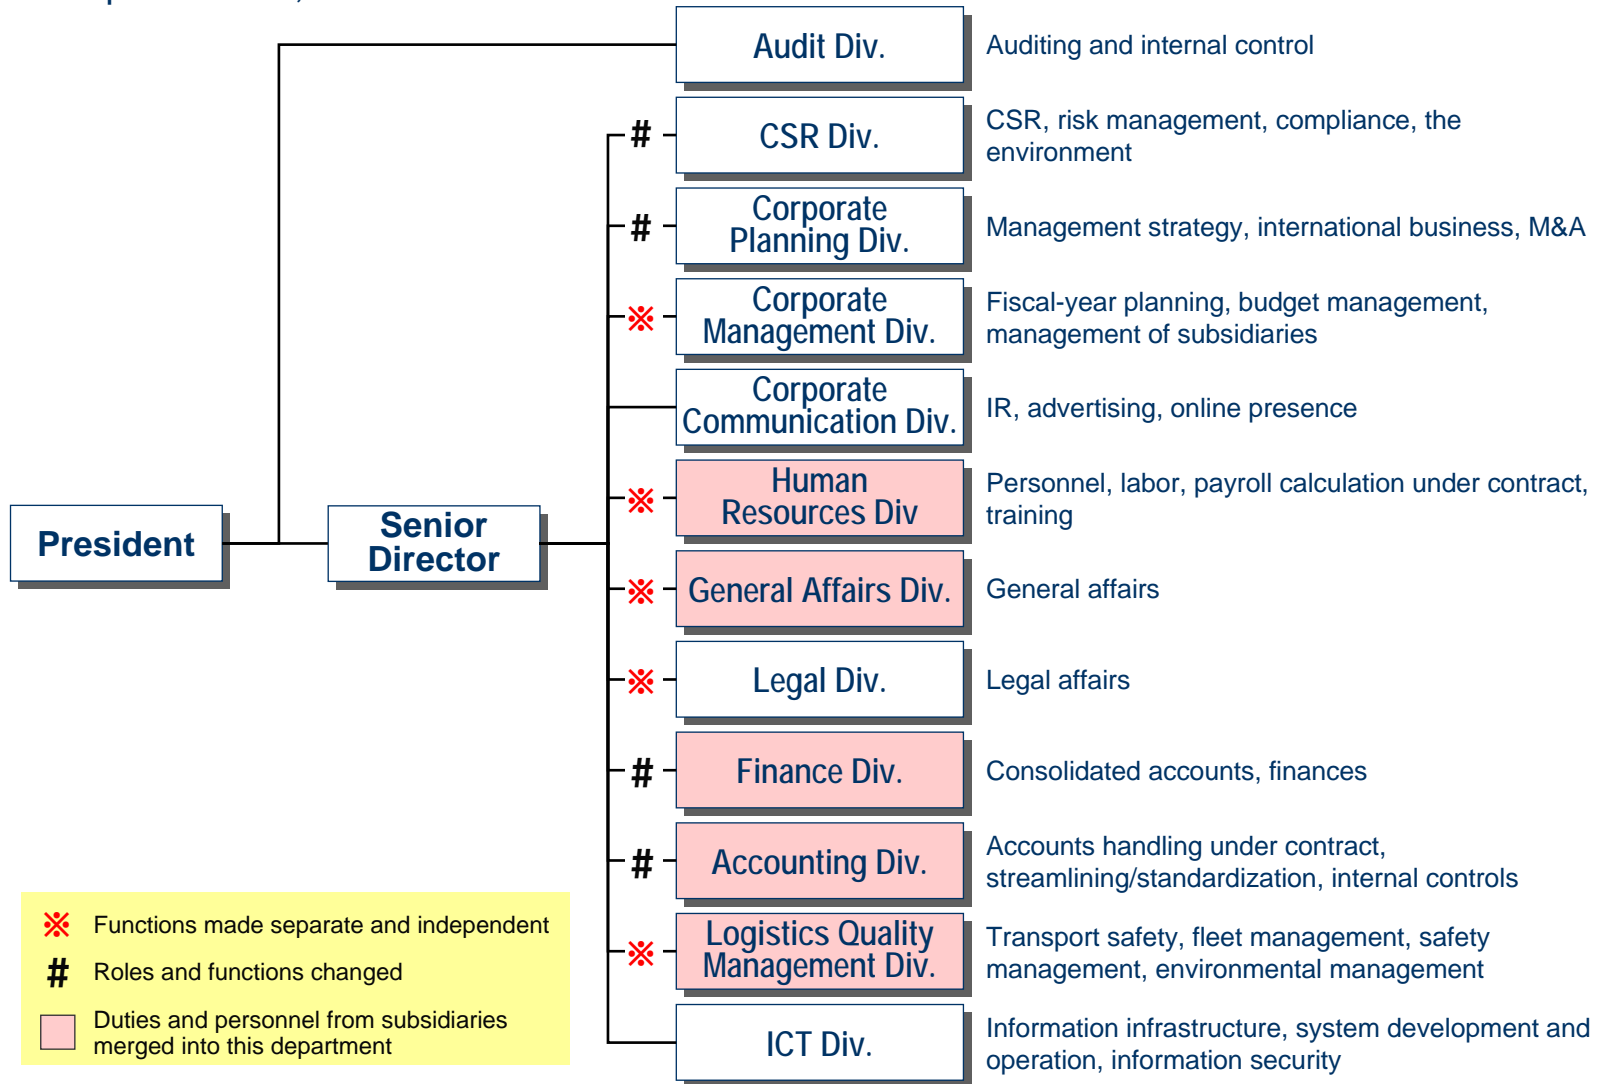 Audit Div.
Auditing and internal control
#
CSR Div.
CSR, risk management, compliance, the
environment
#
Corporate
Planning Div.
Management strategy, international business, M&A
※
Corporate
Management Div.
Fiscal-year planning, budget management,
management of subsidiaries
Corporate
Communication Div.
IR, advertising, online presence
※
Human
Resources Div
Personnel, labor, payroll calculation under contract,
training
President
Senior
Director
※
General Affairs Div.
General affairs
※
Legal Div.
Legal affairs
#
Finance Div.
Consolidated accounts, finances
#
Accounting Div.
Accounts handling under contract,
streamlining/standardization, internal controls
※
Logistics Quality
Management Div.
Transport safety, fleet management, safety
management, environmental management
ICT Div.
Information infrastructure, system development and
operation, information security
※ Functions made separate and independent
# Roles and functions changed
Duties and personnel from subsidiaries
merged into this department